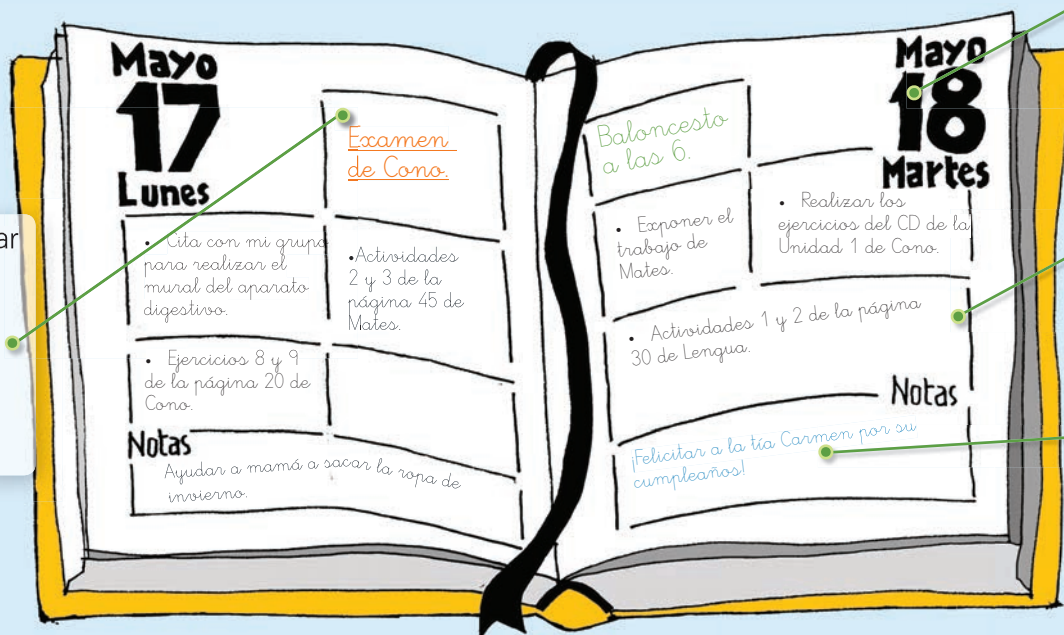 Mayo
17
Lunes
Examen
de Cono.
• Cita con mi grupo
para realizar el
mural del aparato
digestivo.
•Actividades
2 y 3 de la
página 45 de
Mates.
• Ejercicios 8 y 9
de la página 20 de
Cono.
Notas
Ayudar a mamá a sacar la ropa de
invierno.
Mayo
18
Martes
Baloncesto
a las 6.
• Exponer el
trabajo de
Mates.
• Realizar los
ejercicios del CD de la
Unidad 1 de Cono.
• Actividades 1 y 2 de la página
30 de Lengua.
Notas
¡Felicitar a la tía Carmen por su
cumpleaños!